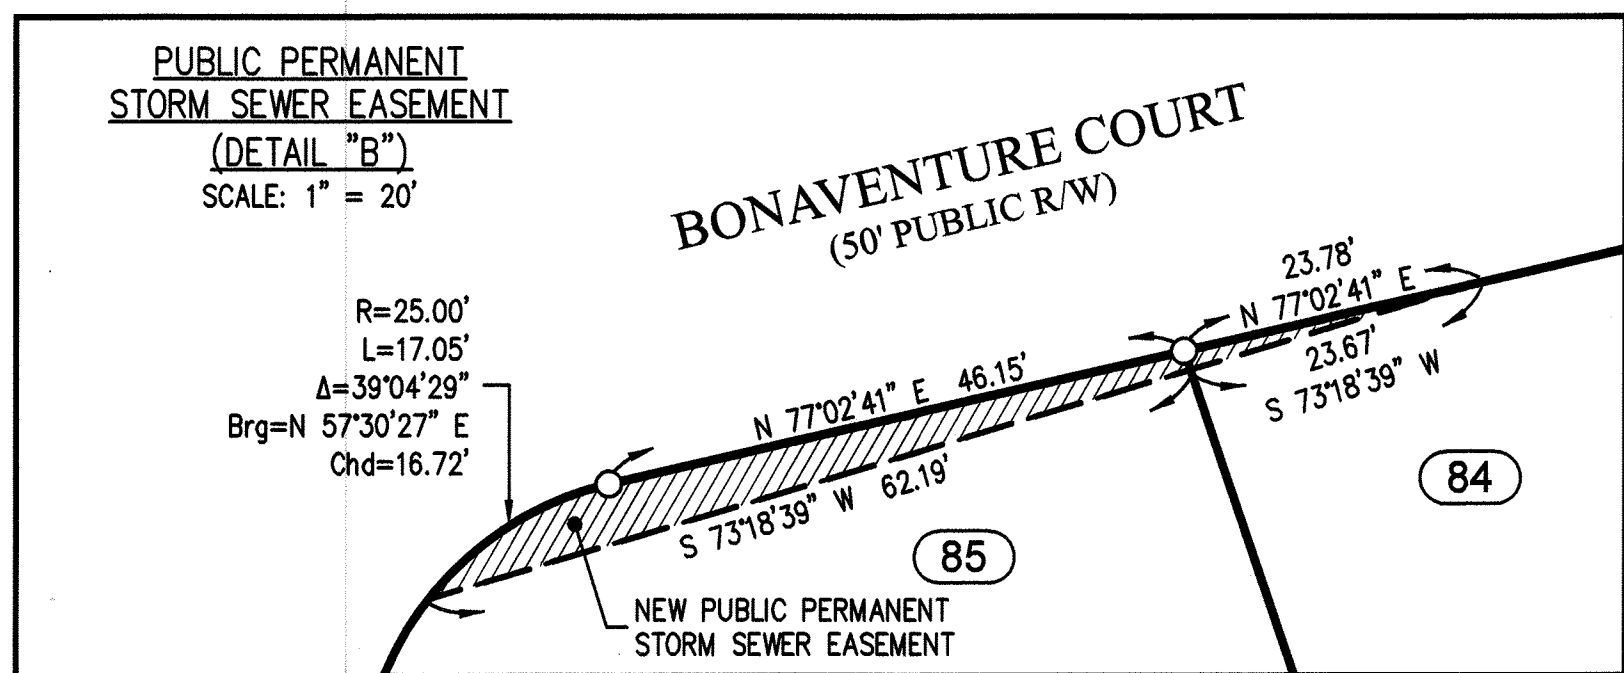 PUBLIC PERMANENT
STORM SEWER EASEMENT
(DETAIL "B")
SCALE: 1" = 20'
BONAVENTURE COURT
(50' PUBLIC R/W)
R=25.00'
L=17.05'
Δ=39°04'29"
Brg=N 57°30'27" E
Chd=16.72'
23.78'
N 77°02'41" E
23.67'
S 73°18'39" W
N 77°02'41" E 46.15'
S 73°18'39" W 62.19'
84
85
NEW PUBLIC PERMANENT
STORM SEWER EASEMENT